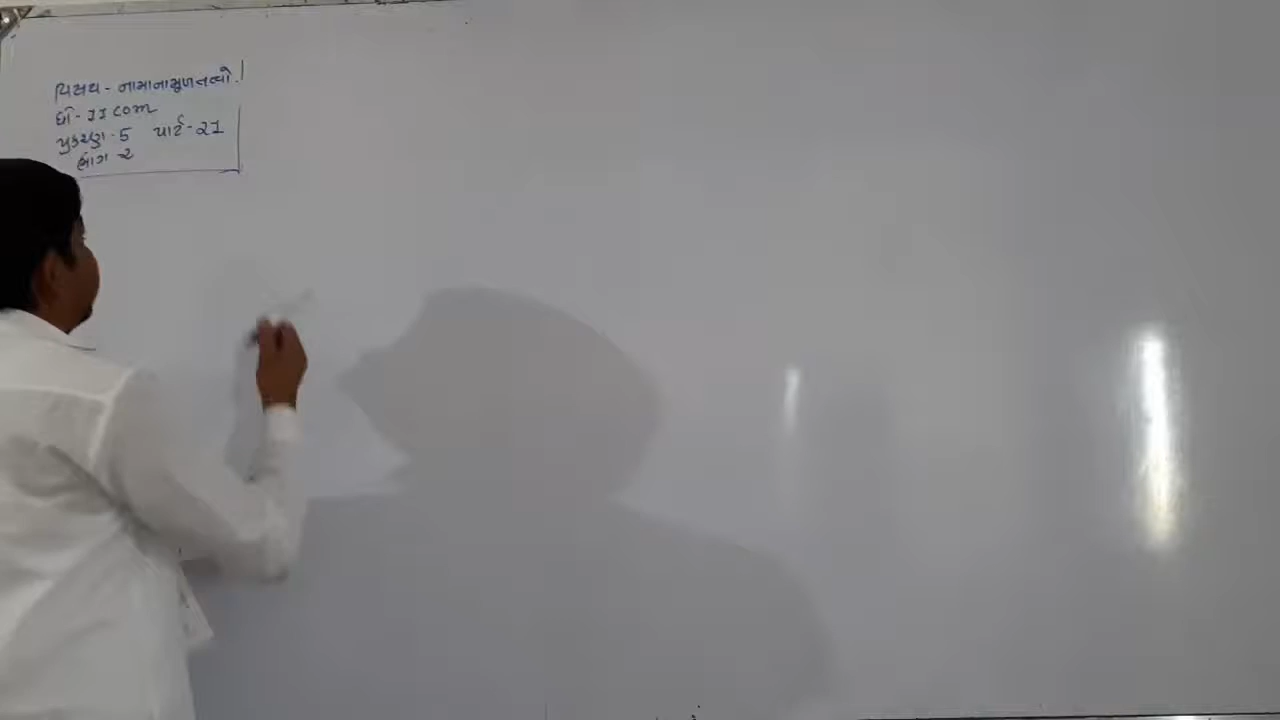 વિષય - નામાના મુળતત્વો.
ધો - 11 com
પ્રકરણ - 5 પાર્ટ - 21
ભાગ 2